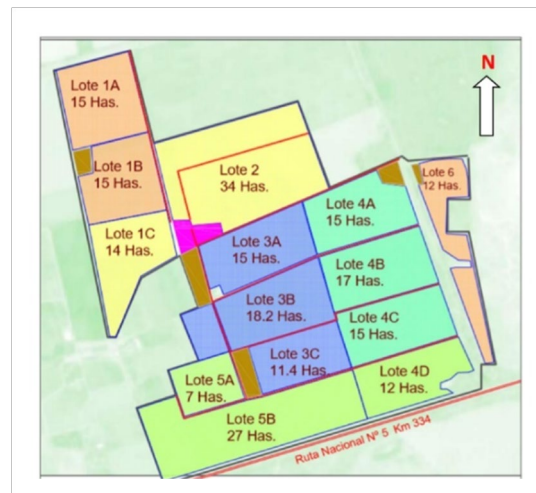 N
Lote 1A
15 Has.
Lote 1B
15 Has.
Lote 1C
14 Has.
Lote 2
34 Has.
Lote 6
12 Has.
Lote 4A
15 Has.
Lote 3A
15 Has.
Lote 4B
17 Has.
Lote 3B
18.2 Has.
Lote 4C
15 Has.
Lote 3C
11.4 Has
Lote 5A
7 Has.
Lote 4D
12 Has.
Lote 5B
27 Has.
Ruta Nacional Nº 5 Km 334